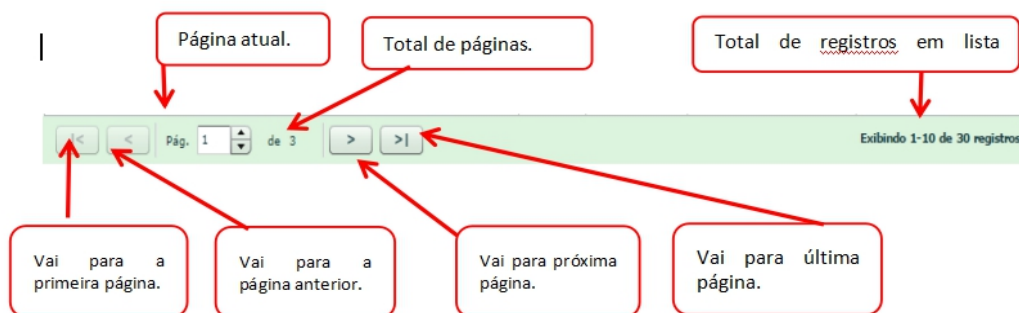 Página atual.
Total de páginas.
Total de registros em lista
|< < Pág. 1 de 3 > >| Exibindo 1-10 de 30 registros
Vai para a
primeira página.
Vai para a
página anterior.
Vai para próxima
página.
Vai para última
página.